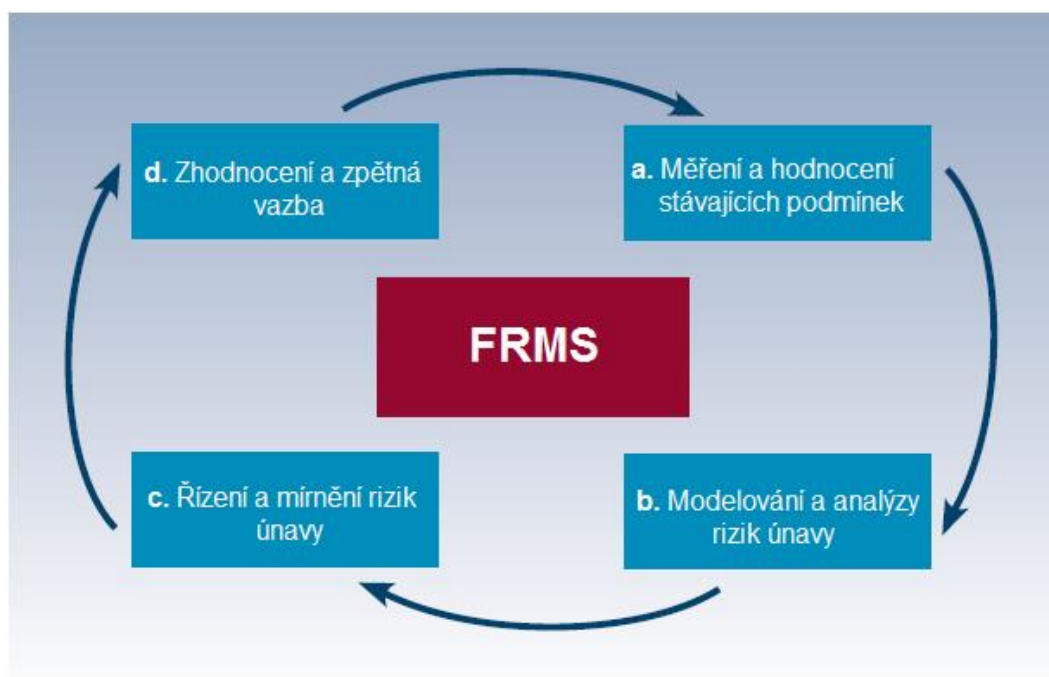 d. Zhodnocení a zpětná
vazba
a. Měření a hodnocení
stávajících podmínek
FRMS
c. Řízení a mírnění rizik
únavy
b. Modelování a analýzy
rizik únavy